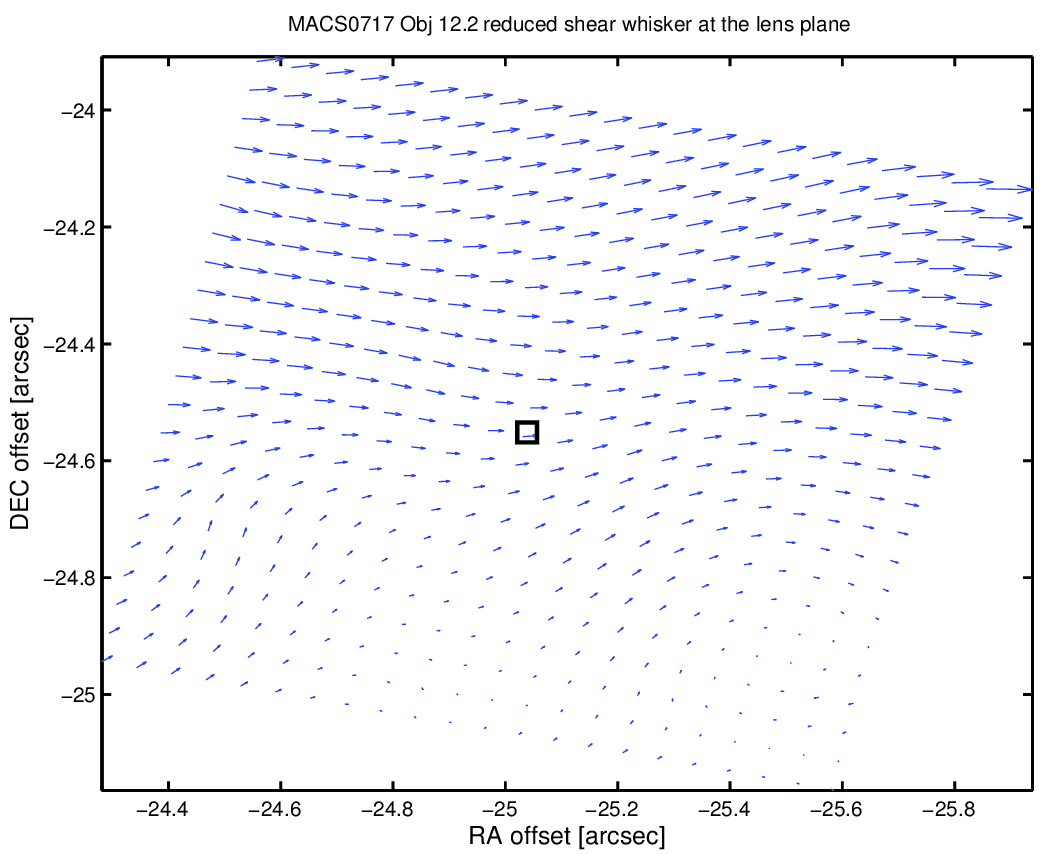 MACS0717 Obj 12.2 reduced shear whisker at the lens plane
−24
−24.2
−24.4
−24.6
−24.8
−25
DEC offset [arcsec]
−24.4 −24.6 −24.8 −25 −25.2 −25.4 −25.6 −25.8
RA offset [arcsec]